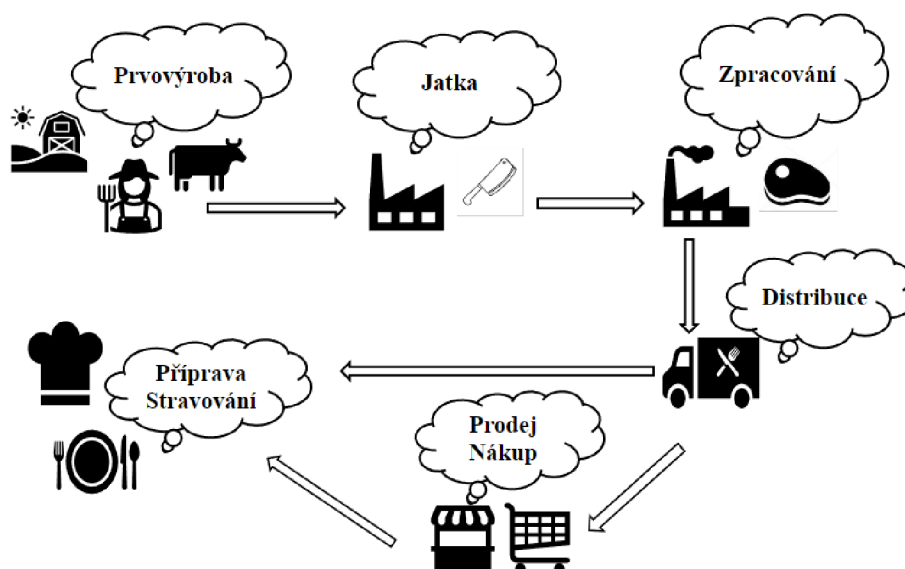 Prvovýroba
Jatka
Zpracování
Distribuce
Příprava
Stravování
Prodej
Nákup